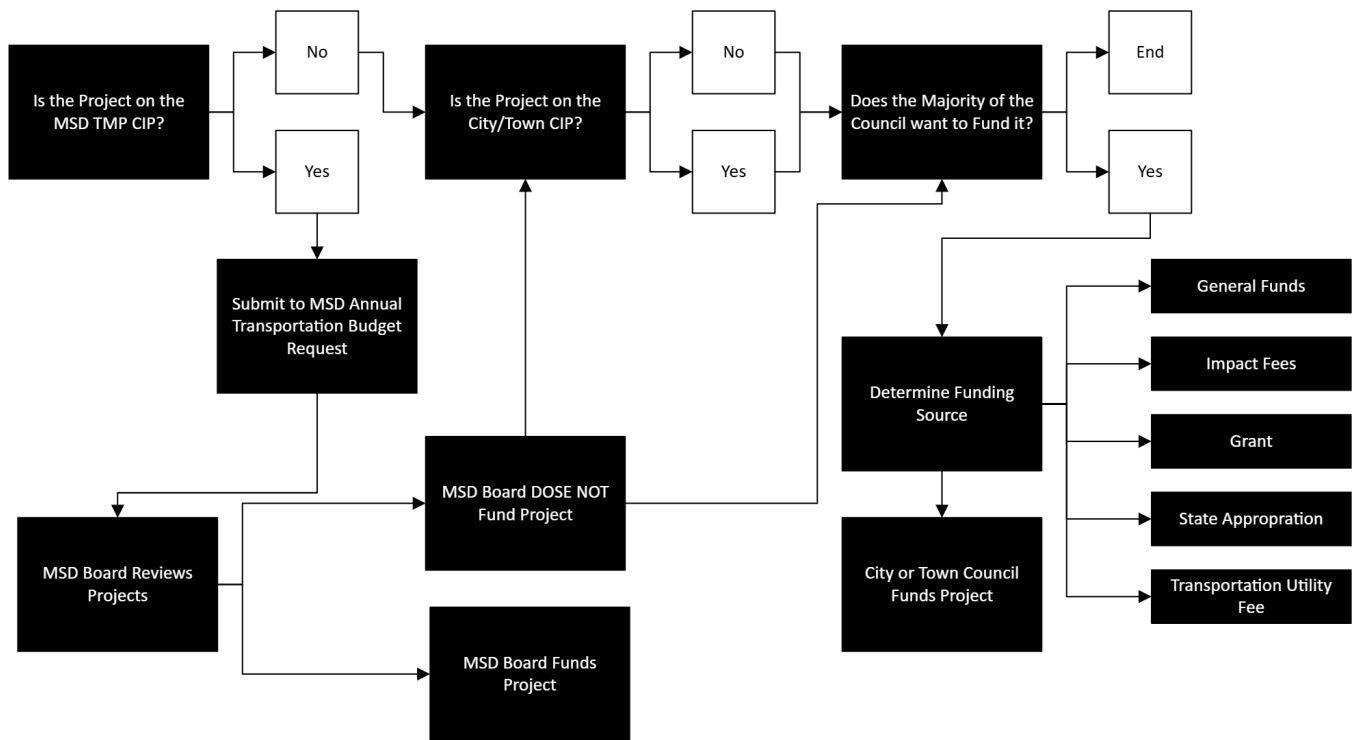 Is the Project on the
MSD TMP CIP?
No
Yes
Is the Project on the
City/Town CIP?
No
Yes
Does the Majority of the
Council want to Fund it?
End
Yes
Submit to MSD Annual
Transportation Budget
Request
MSD Board Reviews
Projects
MSD Board DOSE NOT
Fund Project
MSD Board Funds
Project
Determine Funding
Source
City or Town Council
Funds Project
General Funds
Impact Fees
Grant
State Appropration
Transportation Utility
Fee